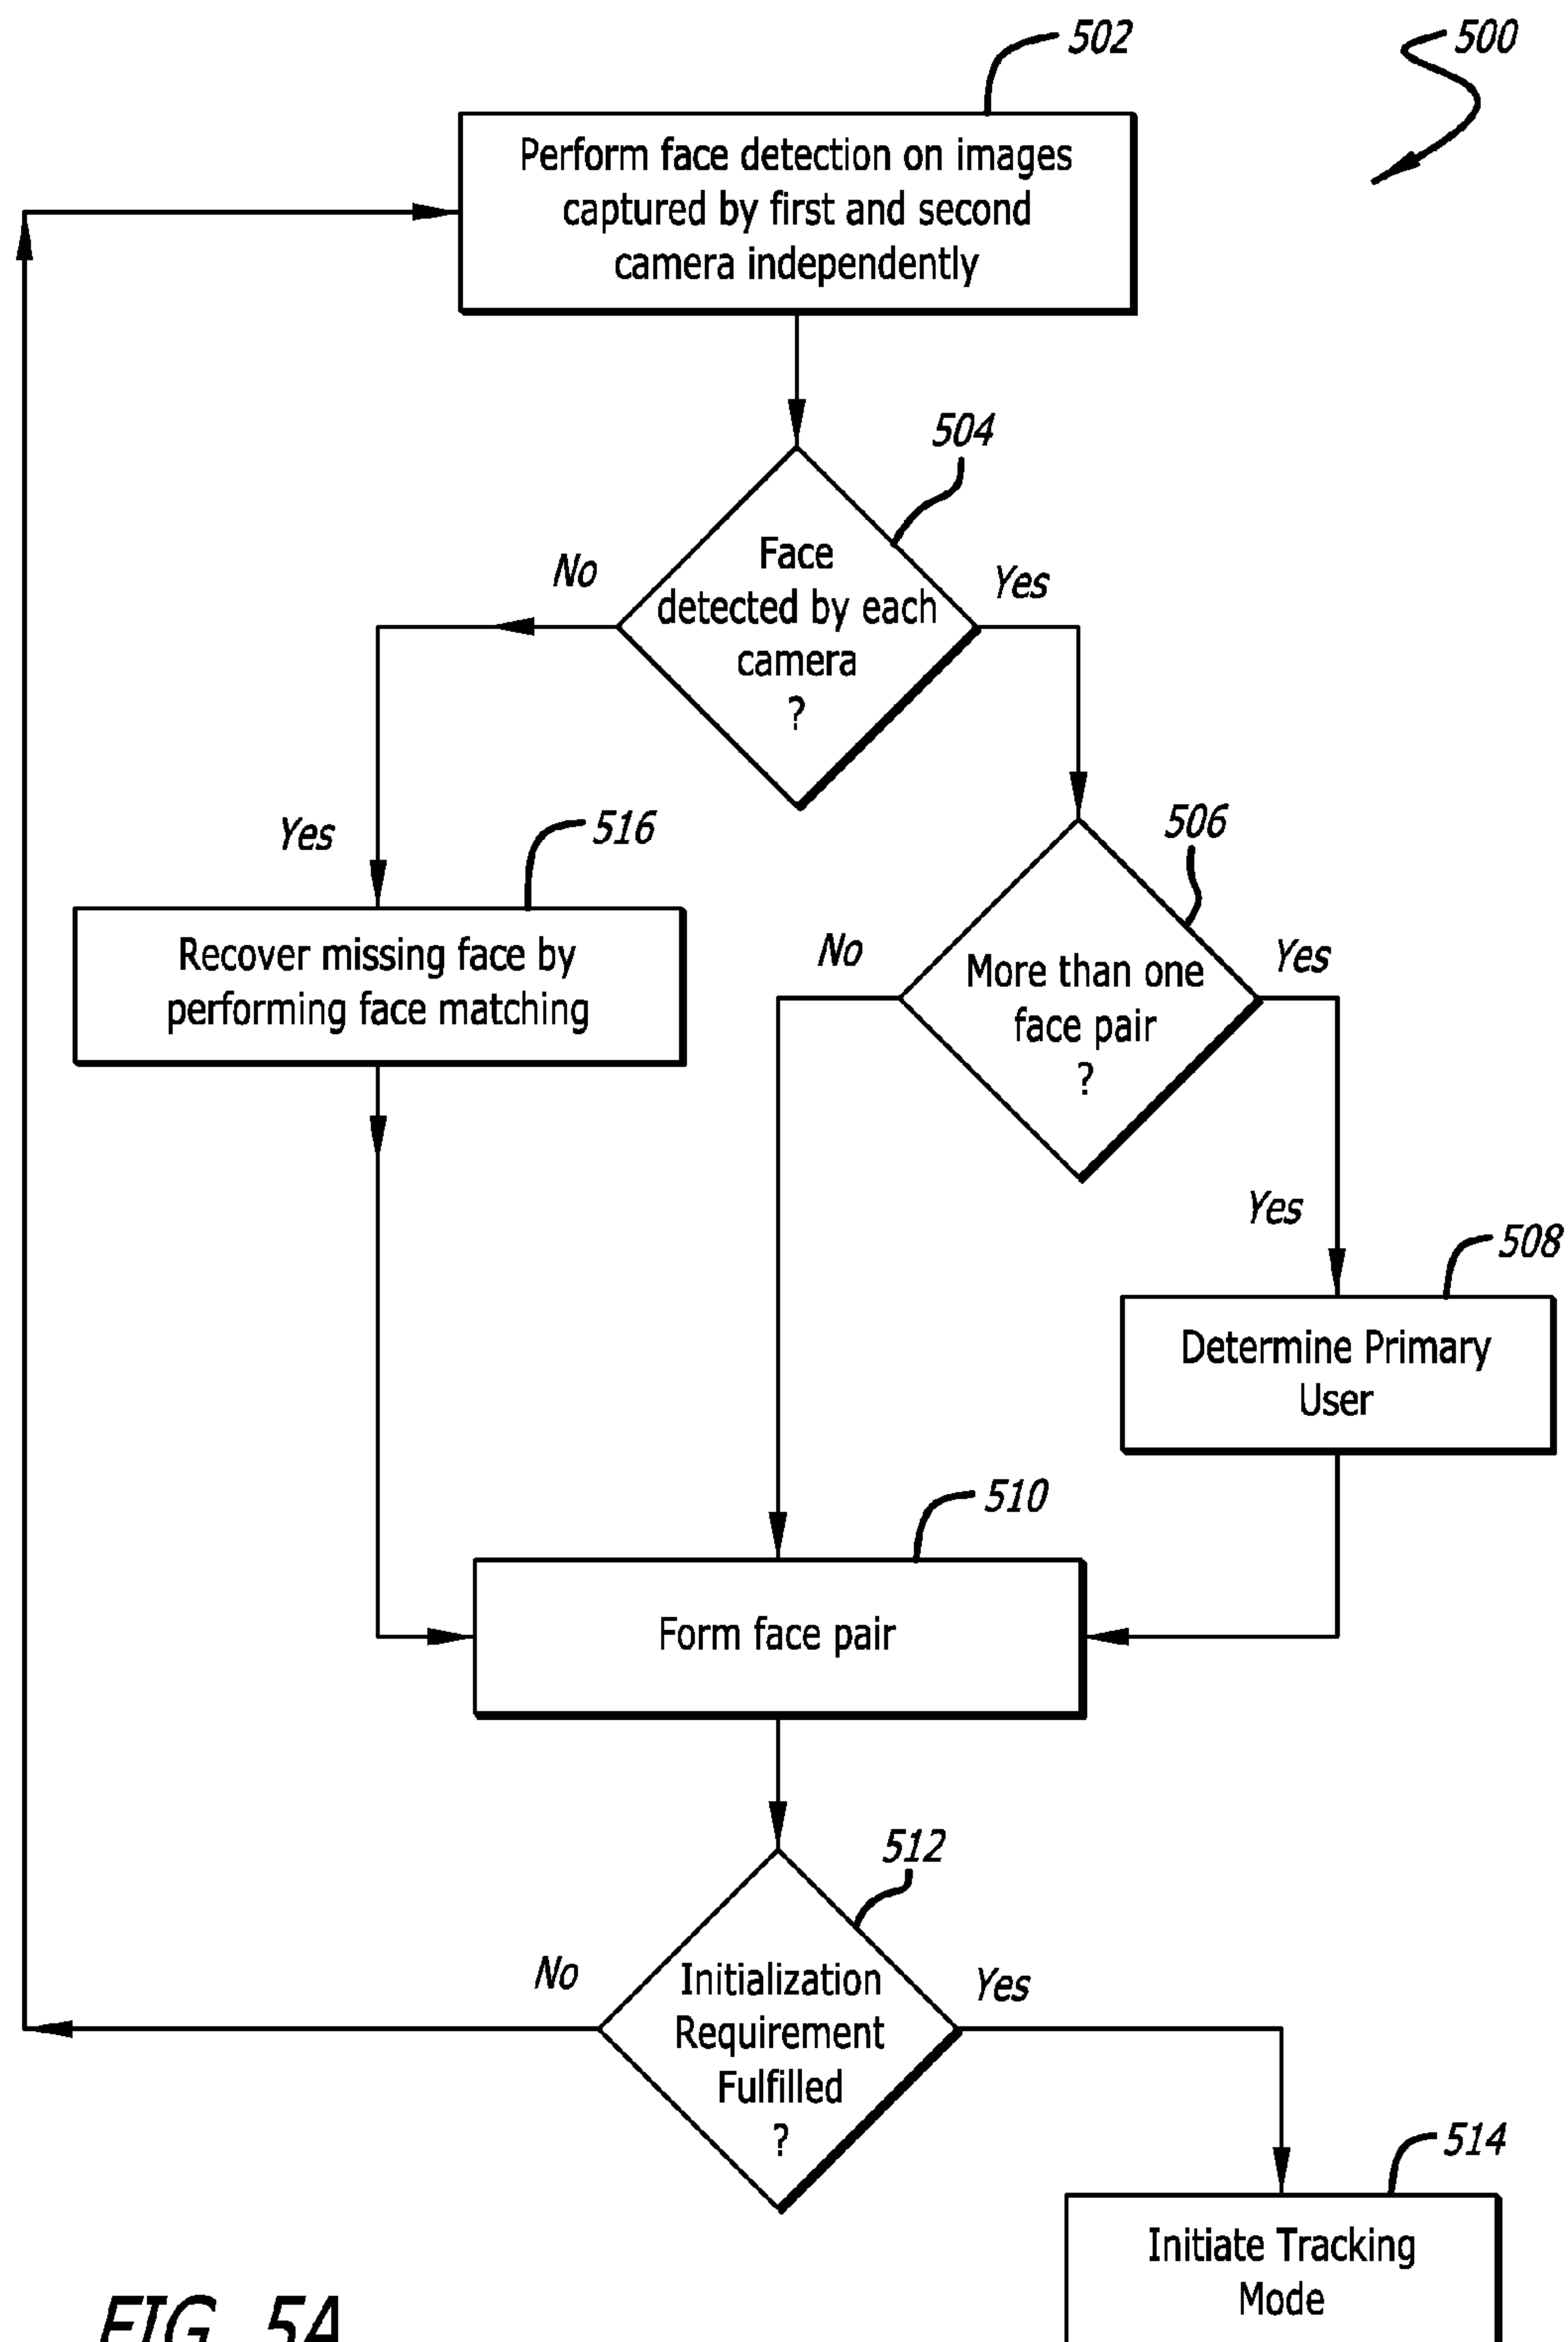 502
500
Perform face detection on images
captured by first and second
camera independently
504
No
Face
detected by each
camera
?
Yes
Yes
516
506
Recover missing face by
performing face matching
No
More than one
face pair
?
Yes
Yes
508
Determine Primary
User
510
Form face pair
512
No
Initialization
Requirement
Fulfilled
?
Yes
514
Initiate Tracking
Mode
FIG. 5A